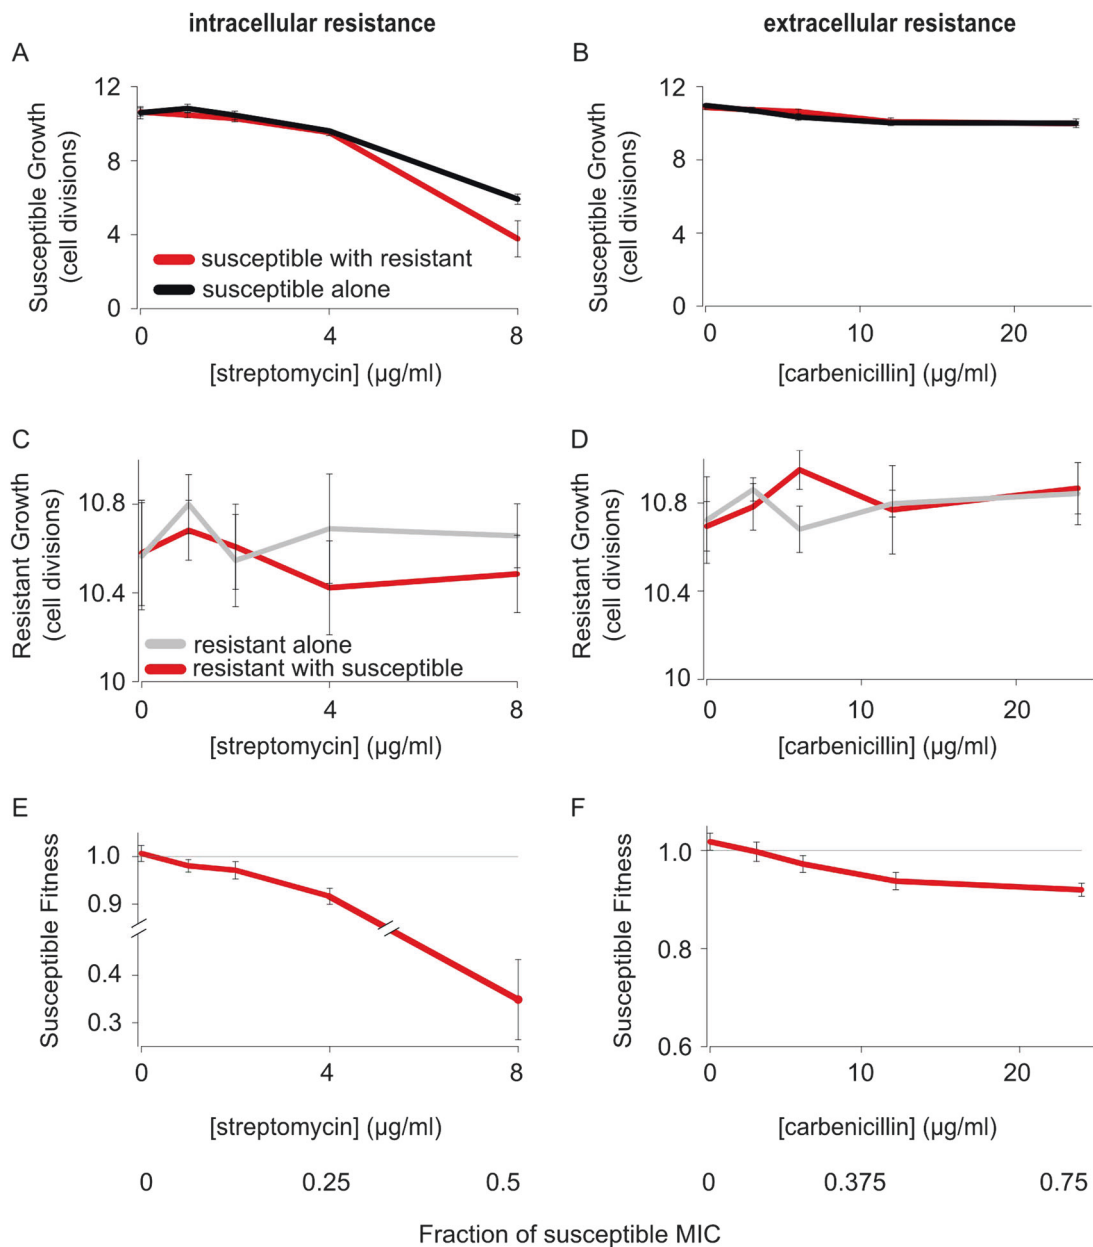 intracellular resistance
extracellular resistance
A
B
Susceptible Growth
(cell divisions)
12
8
4
0
susceptible with resistant
susceptible alone
0 4 8
[streptomycin] (µg/ml)
Susceptible Growth
(cell divisions)
12
8
4
0
0 10 20
[carbenicillin] (µg/ml)
C
D
Resistant Growth
(cell divisions)
10.8
10.4
10
resistant alone
resistant with susceptible
0 4 8
[streptomycin] (µg/ml)
Resistant Growth
(cell divisions)
10.8
10.4
0
0 10 20
[carbenicillin] (µg/ml)
E
F
Susceptible Fitness
1.0
0.9
0.4
0.3
0 4 8
[streptomycin] (µg/ml)
Susceptible Fitness
1.0
0.8
0.6
0 10 20
[carbenicillin] (µg/ml)
0 0.25 0.5
0 0.375 0.75
Fraction of susceptible MIC